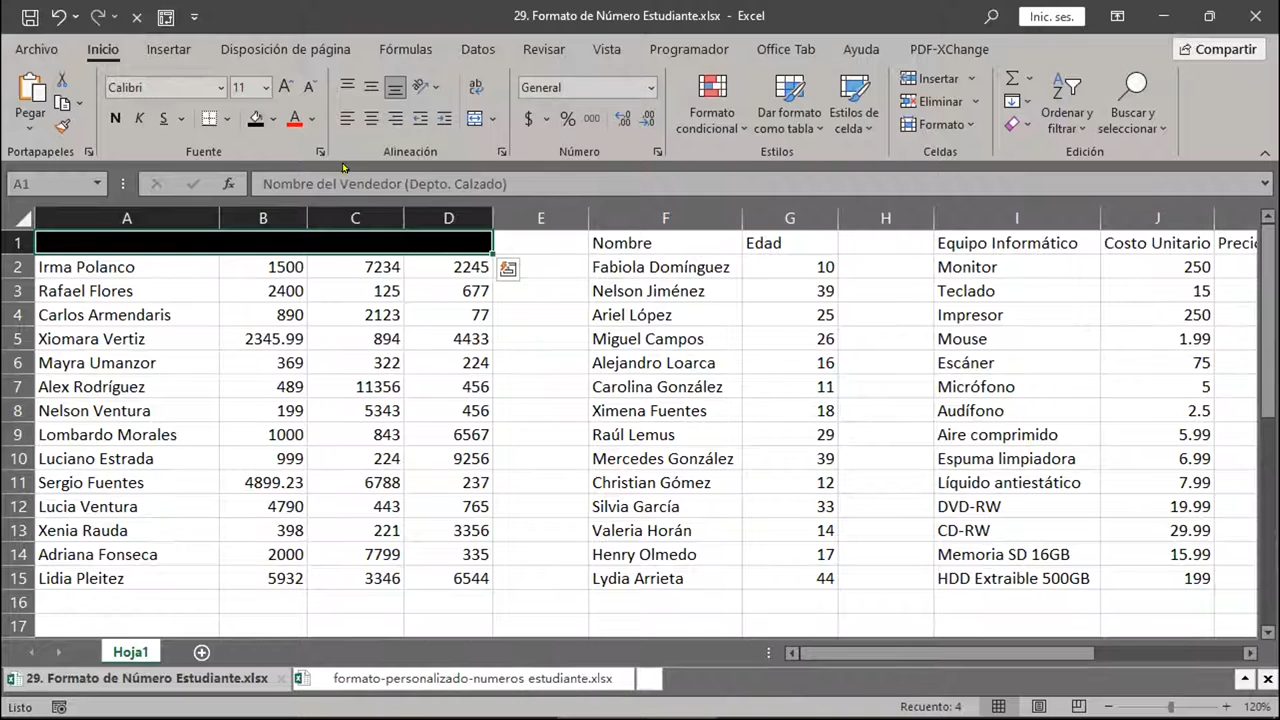 29. Formato de Número Estudiante.xlsx - Excel
Inic. ses.
Archivo Inicio Insertar Disposición de página Fórmulas Datos Revisar Vista Programador Office Tab Ayuda PDF-XChange Compartir
Pegar
Portapapeles
Calibri 11
N K S
Fuente
Alineación
General
$ % 000
Número
Formato condicional
Dar formato como tabla
Estilos de celda
Estilos
Insertar
Eliminar
Formato
Celdas
Ordenar y filtrar
Buscar y seleccionar
Edición
A1 fx Nombre del Vendedor (Depto. Calzado)
A B C D E F G H I J
1 Nombre Edad Equipo Informático Costo Unitario Precio
2 Irma Polanco 1500 7234 2245 Fabiola Domínguez 10 Monitor 250
3 Rafael Flores 2400 125 677 Nelson Jiménez 39 Teclado 15
4 Carlos Armendaris 890 2123 77 Ariel López 25 Impresor 250
5 Xiomara Vertiz 2345.99 894 4433 Miguel Campos 26 Mouse 1.99
6 Mayra Umanzor 369 322 224 Alejandro Loarca 16 Escáner 75
7 Alex Rodríguez 489 11356 456 Carolina González 11 Micrófono 5
8 Nelson Ventura 199 5343 456 Ximena Fuentes 18 Audífono 2.5
9 Lombardo Morales 1000 843 6567 Raúl Lemus 29 Aire comprimido 5.99
10 Luciano Estrada 999 224 9256 Mercedes González 39 Espuma limpiadora 6.99
11 Sergio Fuentes 4899.23 6788 237 Christian Gómez 12 Líquido antiestático 7.99
12 Lucia Ventura 4790 443 765 Silvia García 33 DVD-RW 19.99
13 Xenia Rauda 398 221 3356 Valeria Horán 14 CD-RW 29.99
14 Adriana Fonseca 2000 7799 335 Henry Olmedo 17 Memoria SD 16GB 15.99
15 Lidia Pleitez 5932 3346 6544 Lydia Arrieta 44 HDD Extraible 500GB 199
16
17
Hoja1
29. Formato de Número Estudiante.xlsx formato-personalizado-numeros estudiante.xlsx
Listo Recuento: 4 120%